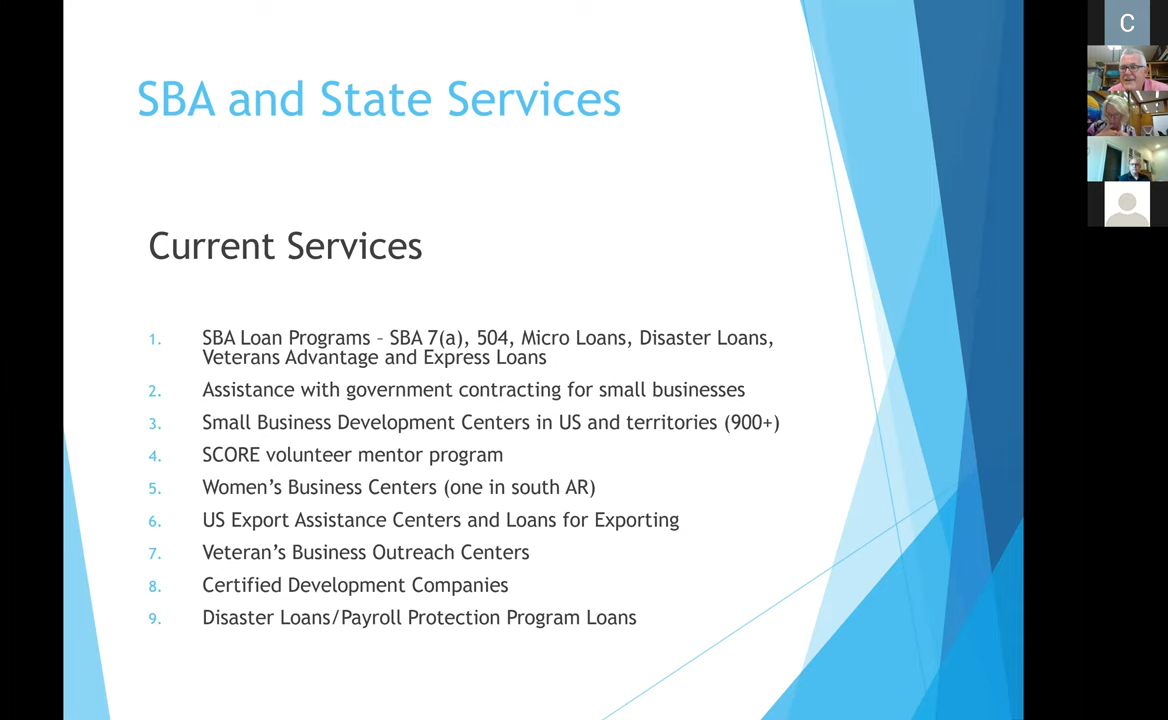 C
SBA and State Services
Current Services
1. SBA Loan Programs – SBA 7(a), 504, Micro Loans, Disaster Loans,
Veterans Advantage and Express Loans
2. Assistance with government contracting for small businesses
3. Small Business Development Centers in US and territories (900+)
4. SCORE volunteer mentor program
5. Women’s Business Centers (one in south AR)
6. US Export Assistance Centers and Loans for Exporting
7. Veteran’s Business Outreach Centers
8. Certified Development Companies
9. Disaster Loans/Payroll Protection Program Loans